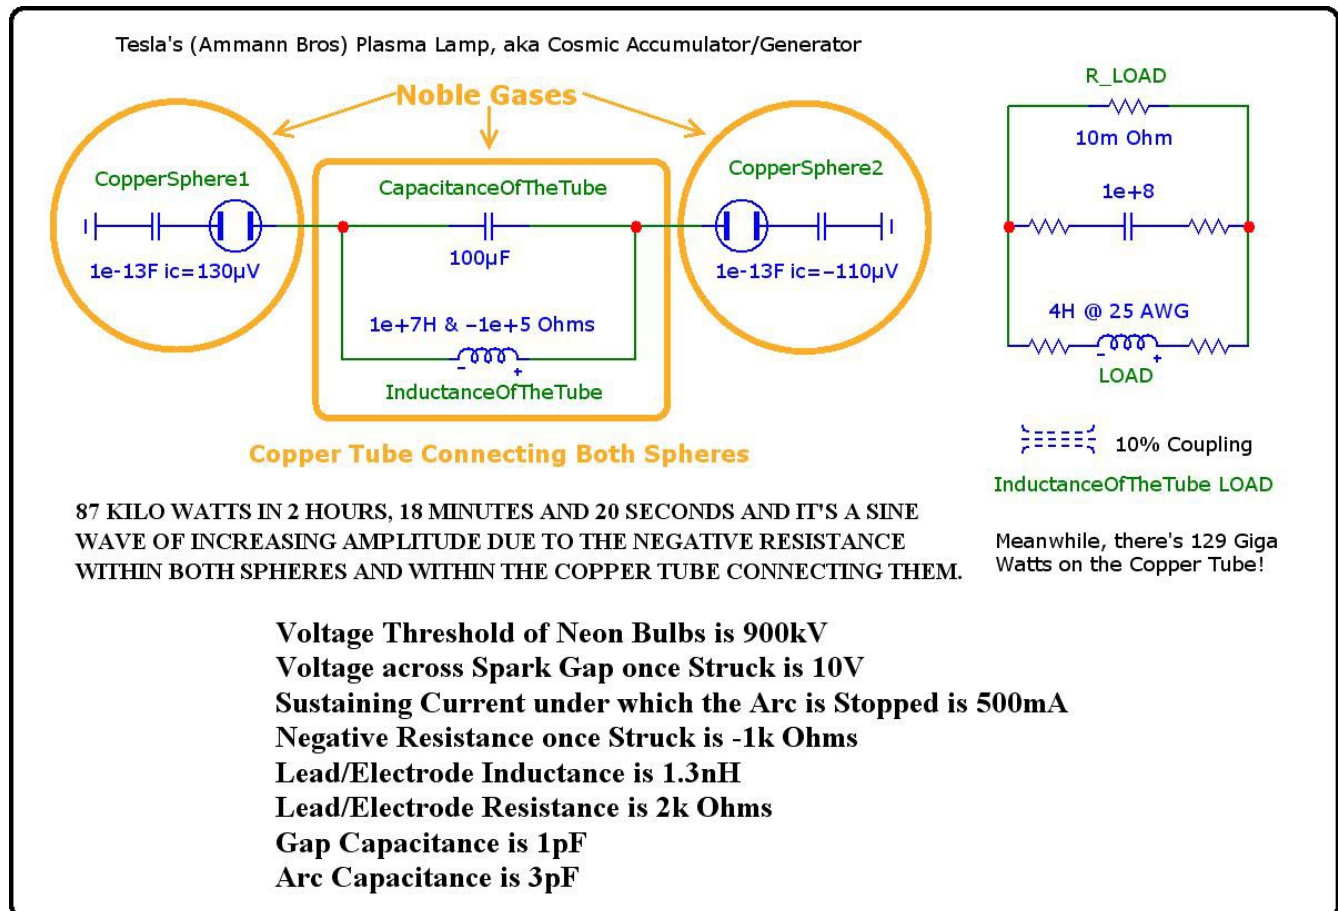 Tesla's (Ammann Bros) Plasma Lamp, aka Cosmic Accumulator/Generator
Noble Gases
CopperSphere1
1e-13F ic=130µV
CapacitanceOfTheTube
100µF
1e+7H & −1e+5 Ohms
InductanceOfTheTube
CopperSphere2
1e-13F ic=−110µV
Copper Tube Connecting Both Spheres
R_LOAD
10m Ohm
1e+8
4H @ 25 AWG
LOAD
10% Coupling
InductanceOfTheTube LOAD
Meanwhile, there's 129 Giga
Watts on the Copper Tube!
87 KILO WATTS IN 2 HOURS, 18 MINUTES AND 20 SECONDS AND IT'S A SINE
WAVE OF INCREASING AMPLITUDE DUE TO THE NEGATIVE RESISTANCE
WITHIN BOTH SPHERES AND WITHIN THE COPPER TUBE CONNECTING THEM.
Voltage Threshold of Neon Bulbs is 900kV
Voltage across Spark Gap once Struck is 10V
Sustaining Current under which the Arc is Stopped is 500mA
Negative Resistance once Struck is -1k Ohms
Lead/Electrode Inductance is 1.3nH
Lead/Electrode Resistance is 2k Ohms
Gap Capacitance is 1pF
Arc Capacitance is 3pF